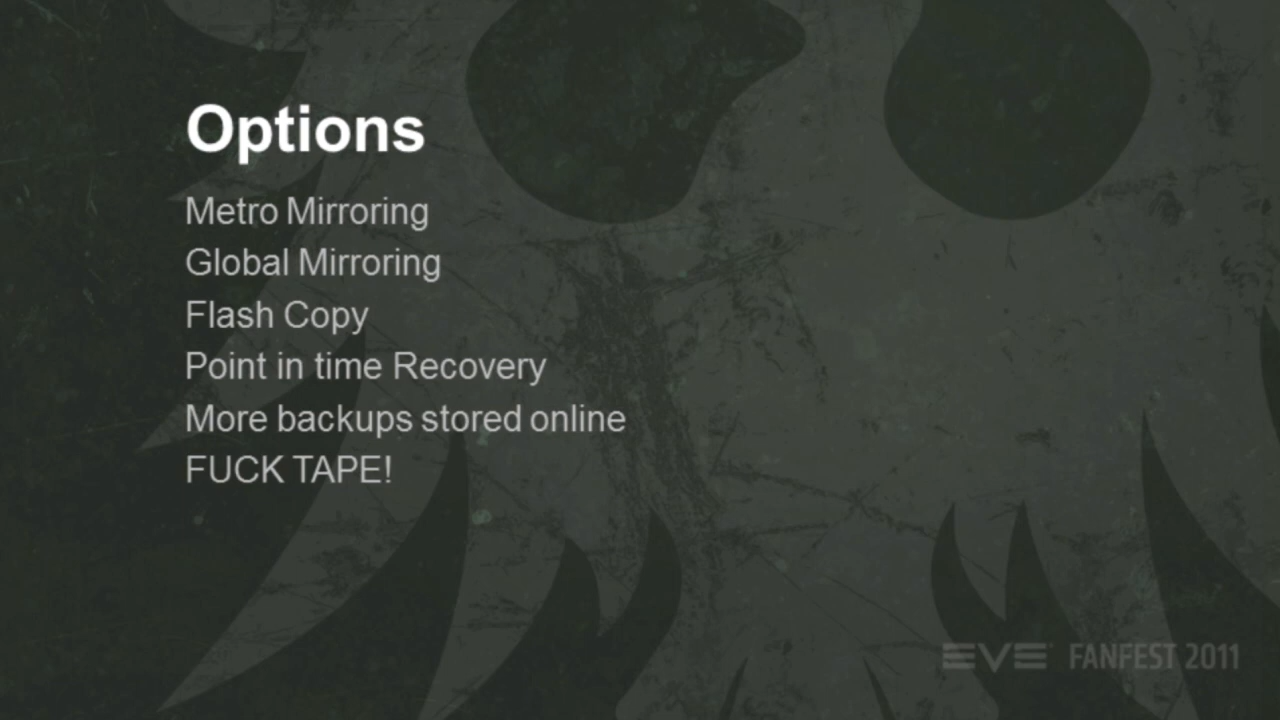 Options
Metro Mirroring
Global Mirroring
Flash Copy
Point in time Recovery
More backups stored online
FUCK TAPE!
EVE FANFEST 2011